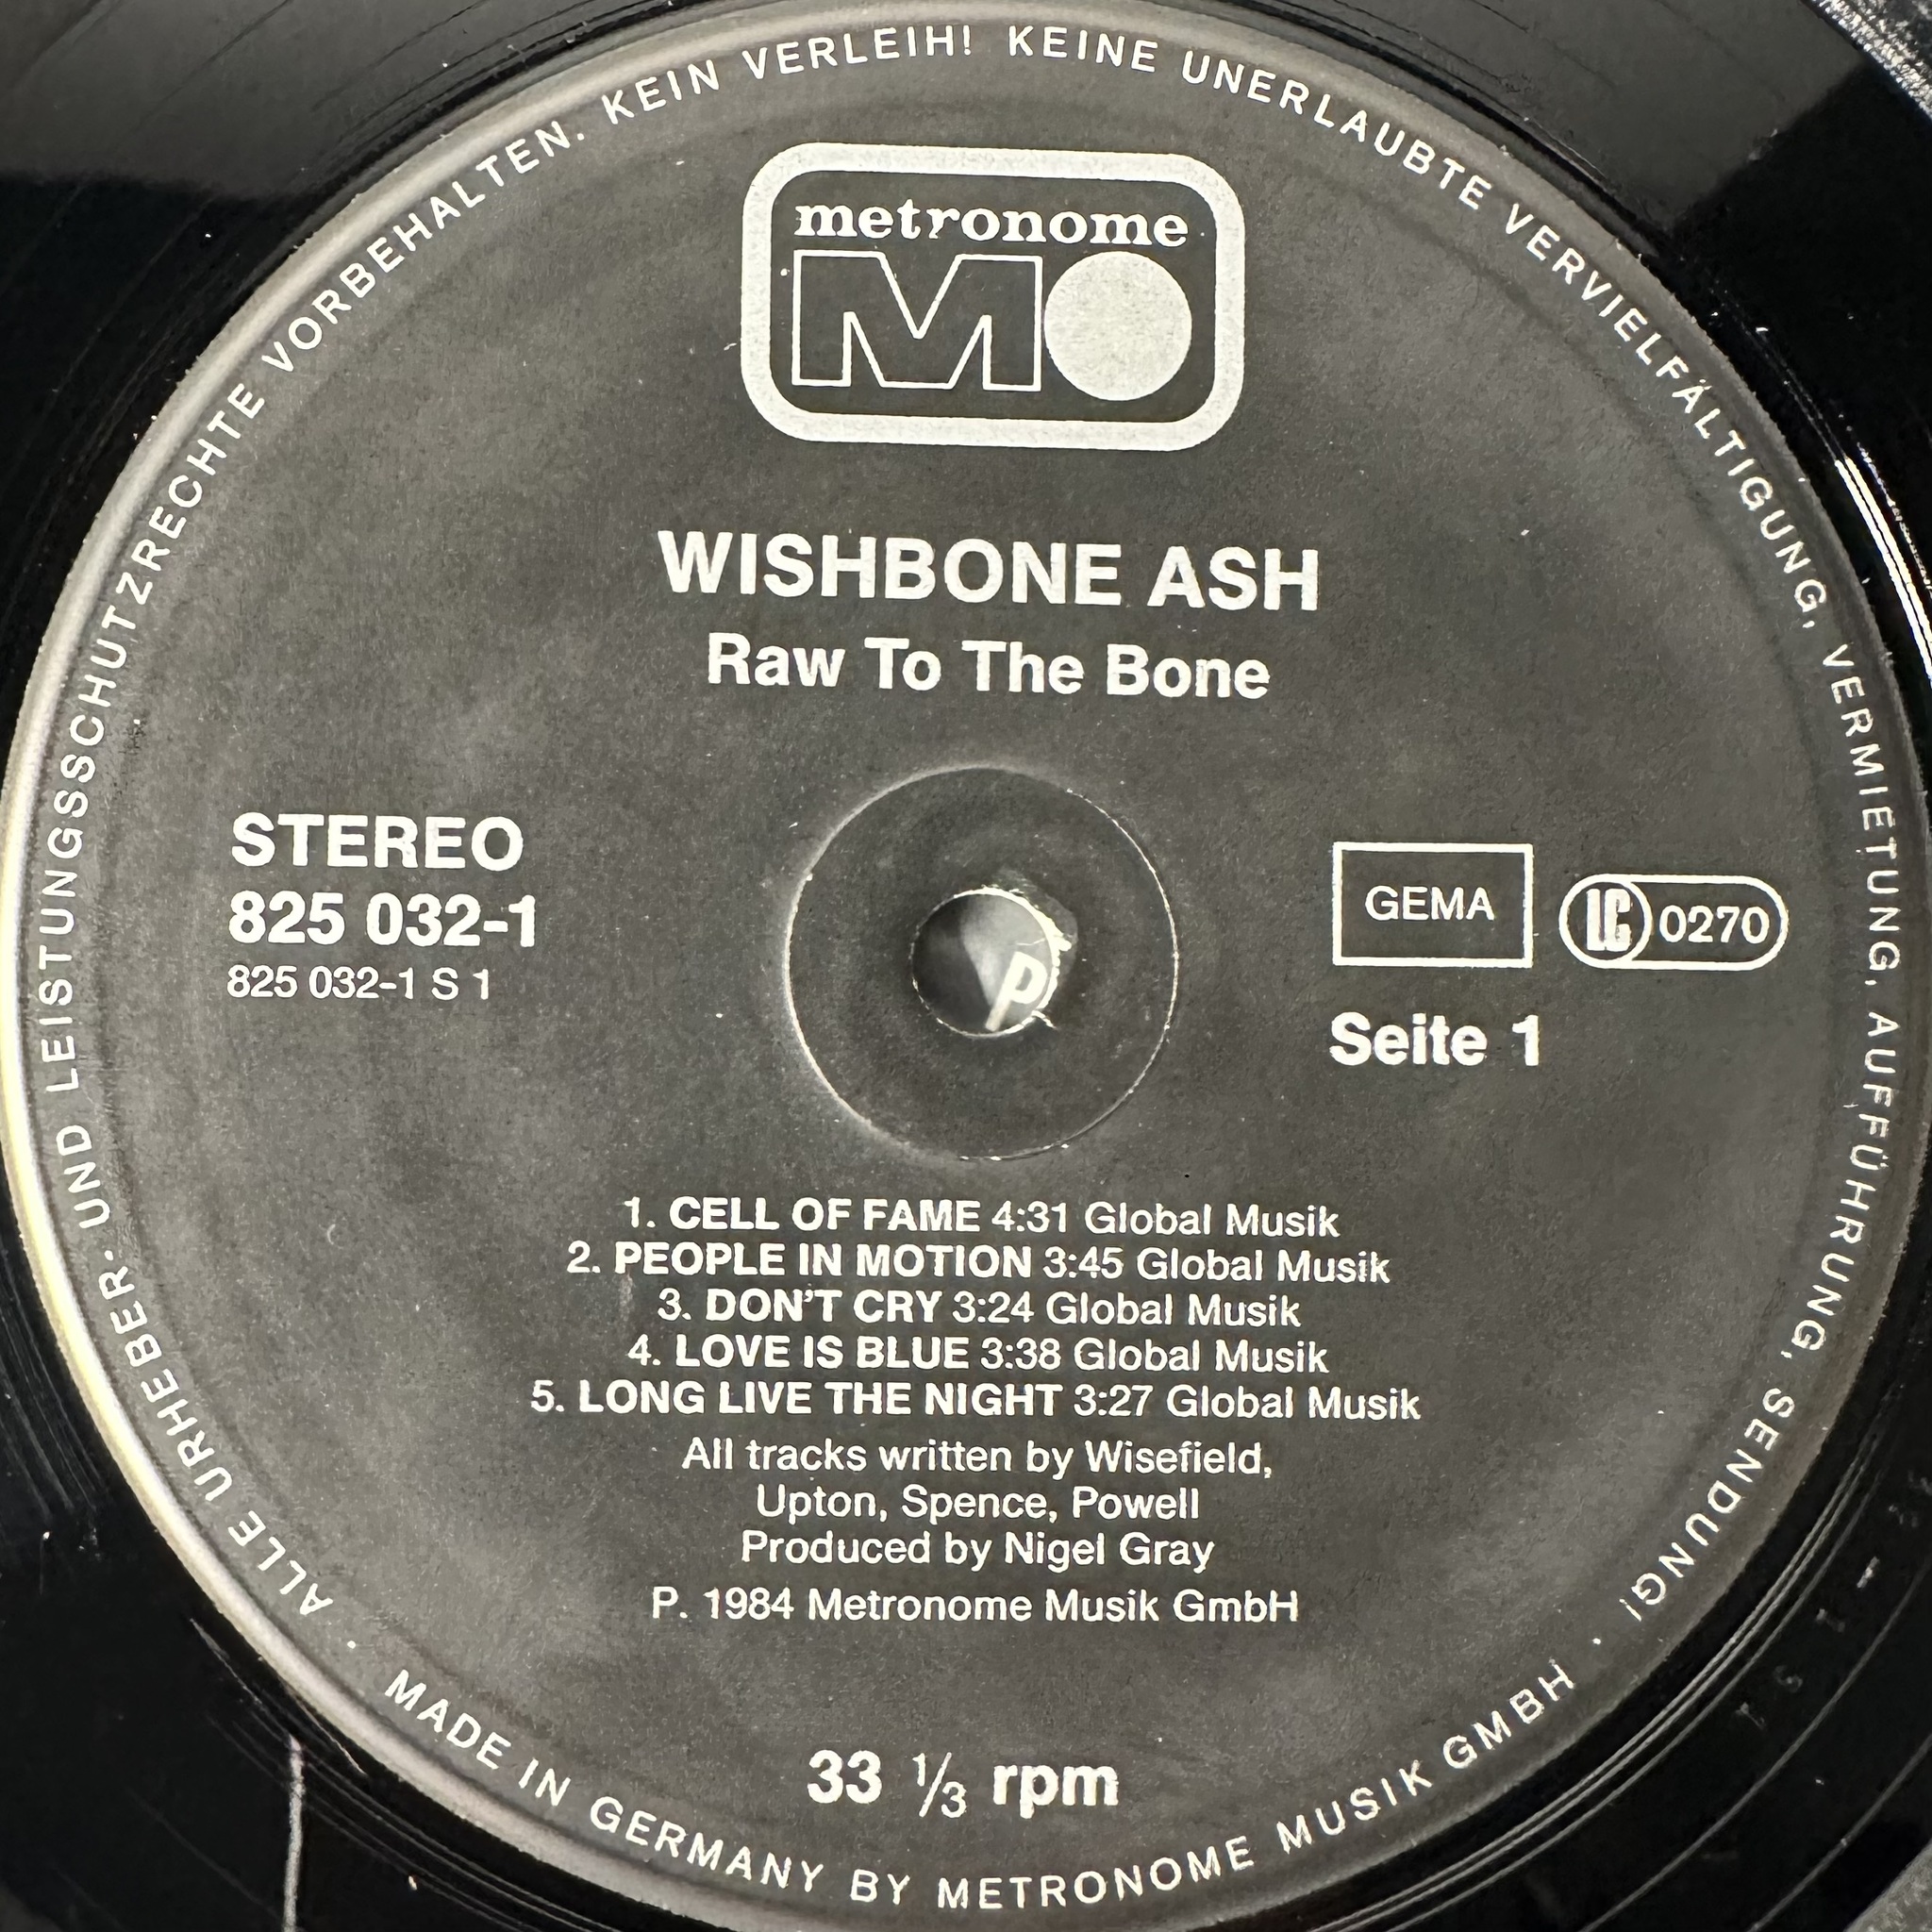 ALLE URHEBER- UND LEISTUNGSSCHUTZRECHTE VORBEHALTEN. KEIN VERLEIH! KEINE UNERLAUBTE VERVIELFÄLTIGUNG, VERMIETUNG, AUFFÜHRUNG, SENDUNG!
metronome
MO
WISHBONE ASH
Raw To The Bone
STEREO
825 032-1
825 032-1 S 1
P
GEMA
LC 0270
Seite 1
1. CELL OF FAME 4:31 Global Musik
2. PEOPLE IN MOTION 3:45 Global Musik
3. DON'T CRY 3:24 Global Musik
4. LOVE IS BLUE 3:38 Global Musik
5. LONG LIVE THE NIGHT 3:27 Global Musik
All tracks written by Wisefield,
Upton, Spence, Powell
Produced by Nigel Gray
P. 1984 Metronome Musik GmbH
33 1/3 rpm
· MADE IN GERMANY BY METRONOME MUSIK GMBH ·